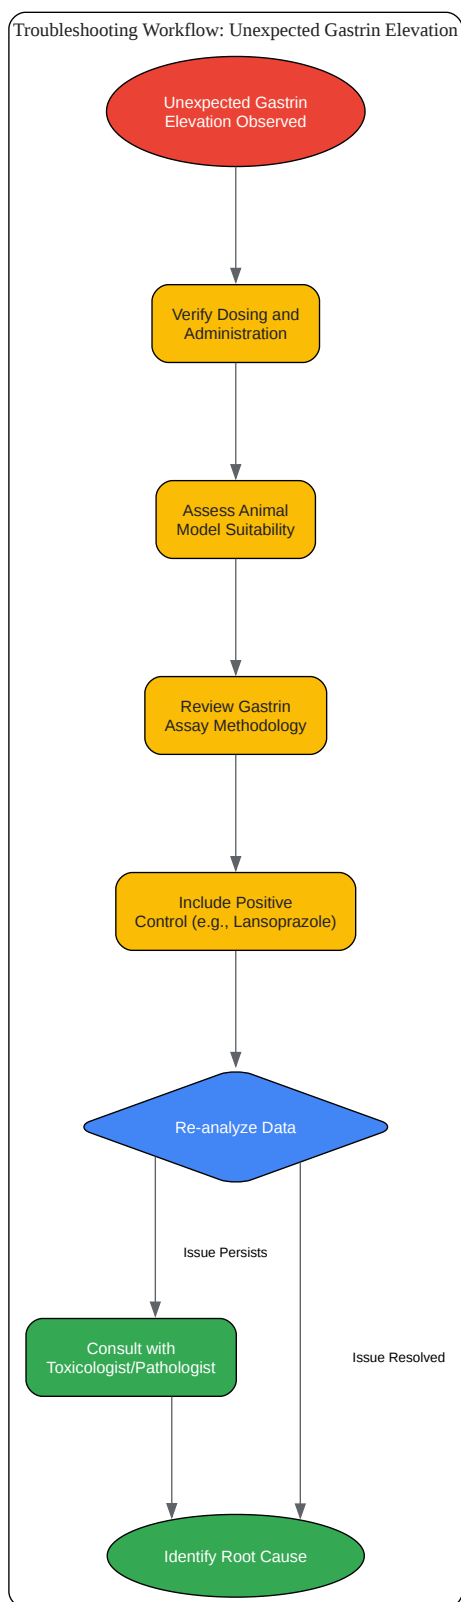 Troubleshooting Workflow: Unexpected Gastrin Elevation
Unexpected Gastrin
Elevation Observed
Verify Dosing and
Administration
Assess Animal
Model Suitability
Review Gastrin
Assay Methodology
Include Positive
Control (e.g., Lansoprazole)
Re-analyze Data
Issue Persists
Consult with
Toxicologist/Pathologist
Issue Resolved
Identify Root Cause